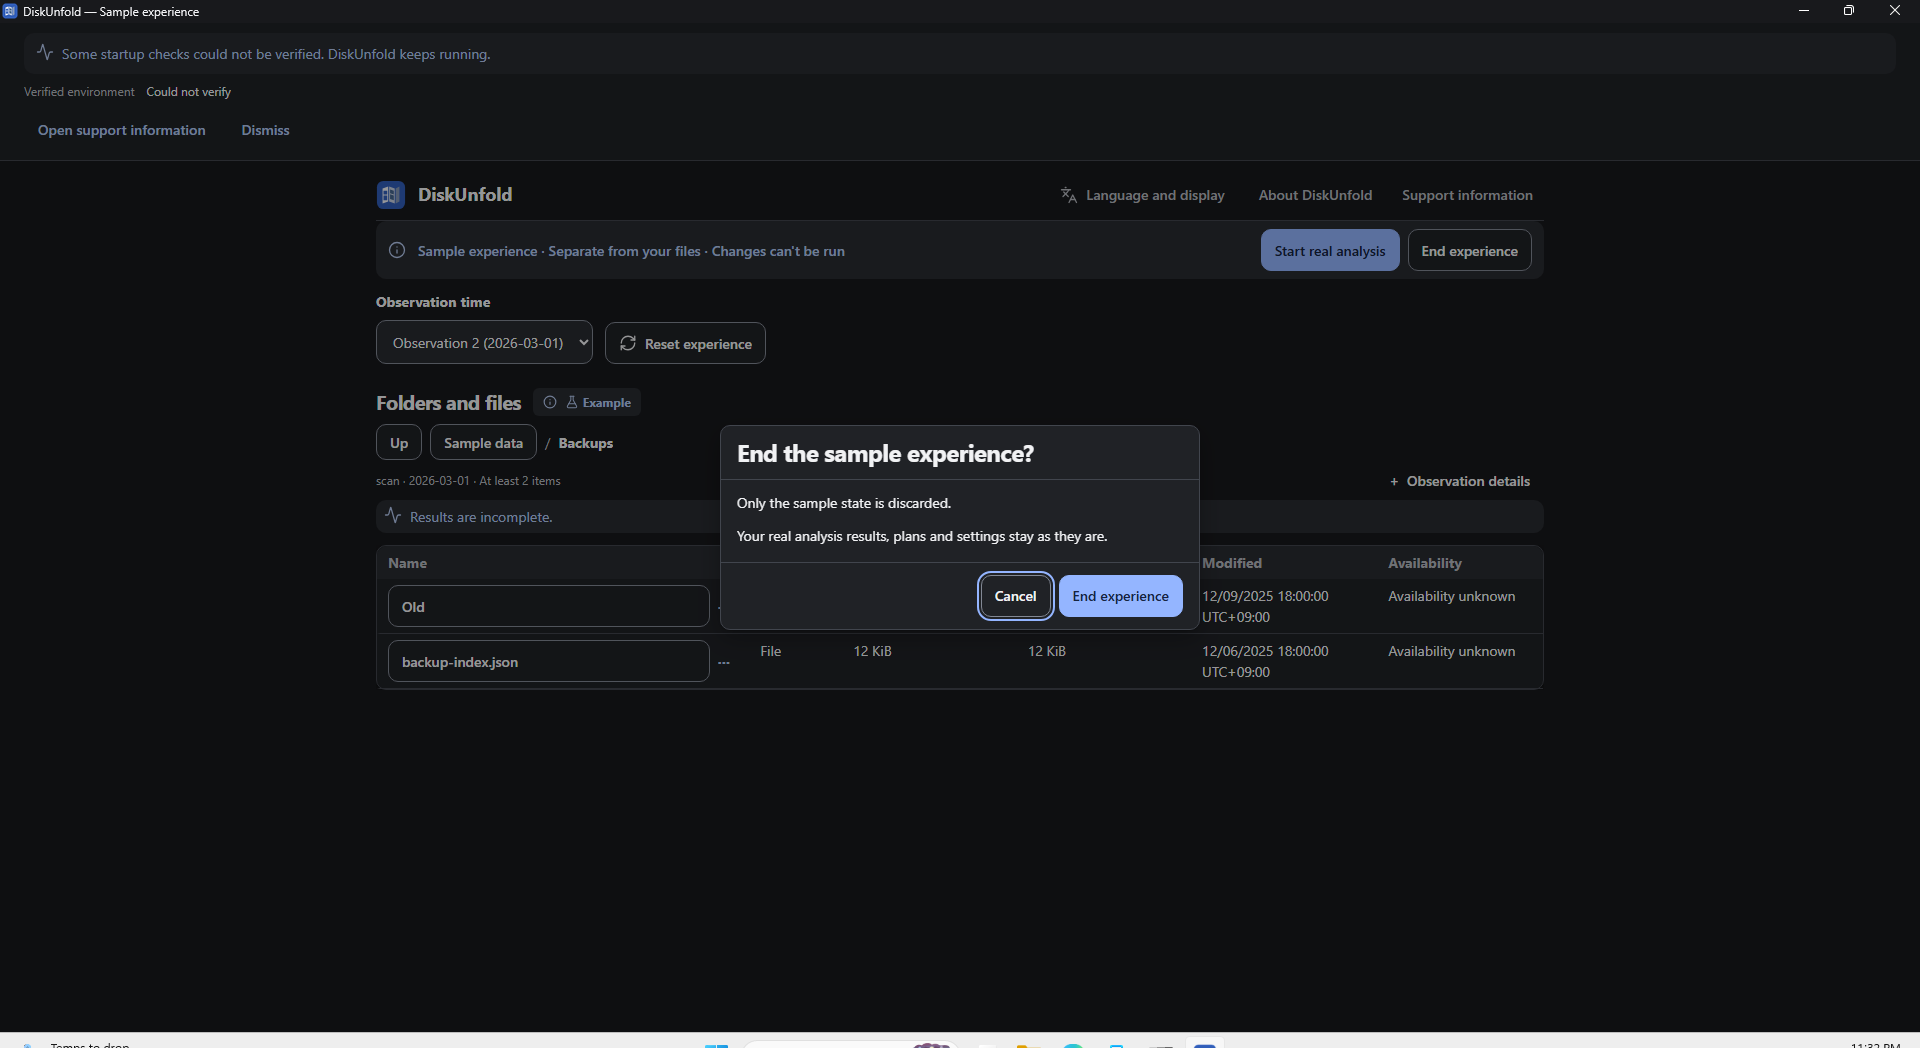 DiskUnfold — Sample experience
Some startup checks could not be verified. DiskUnfold keeps running.
Verified environment Could not verify
Open support information Dismiss
DiskUnfold Language and display About DiskUnfold Support information
Sample experience · Separate from your files · Changes can't be run Start real analysis End experience
Observation time
Observation 2 (2026-03-01) Reset experience
Folders and files Example
Up Sample data / Backups
scan · 2026-03-01 · At least 2 items + Observation details
Results are incomplete.
End the sample experience?
Only the sample state is discarded.
Your real analysis results, plans and settings stay as they are.
Cancel End experience
Name Modified Availability
Old 12/09/2025 18:00:00 Availability unknown
UTC+09:00
backup-index.json ... File 12 KiB 12 KiB 12/06/2025 18:00:00 Availability unknown
UTC+09:00
Temps to drop 11:32 PM